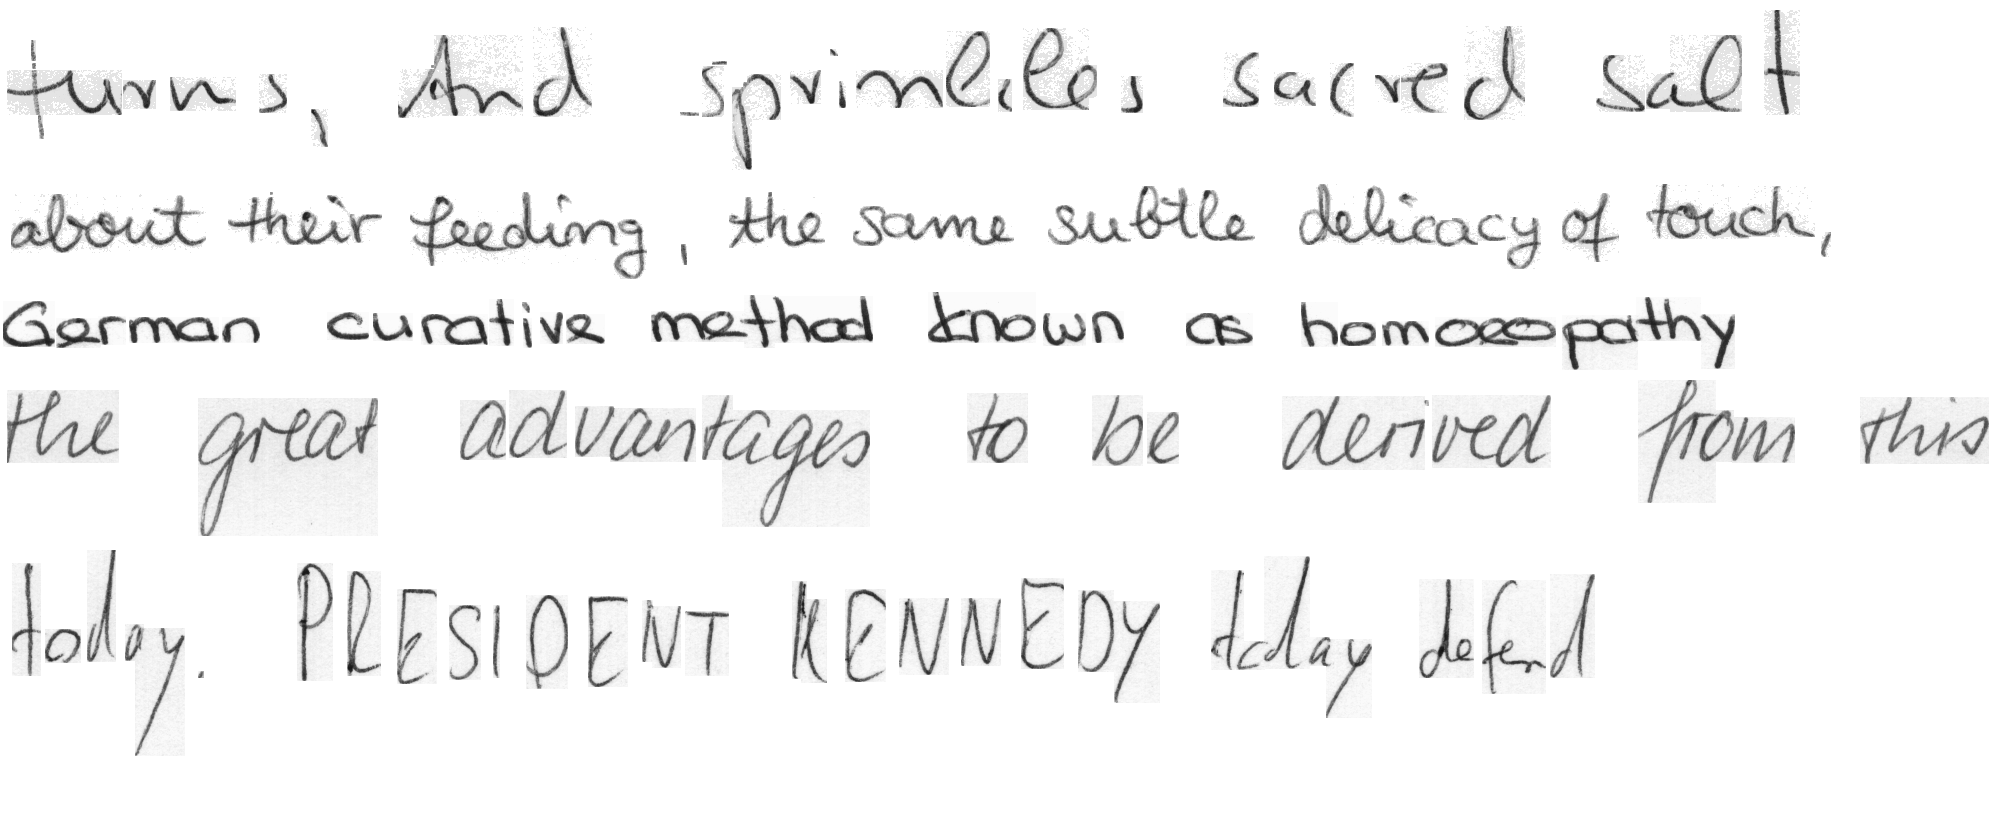 turns, And sprinkles sacred salt
about their feeding, the same subtle delicacy of touch,
German curative method known as homoeopathy
the great advantages to be derived from this
today. PRESIDENT KENNEDY today defend